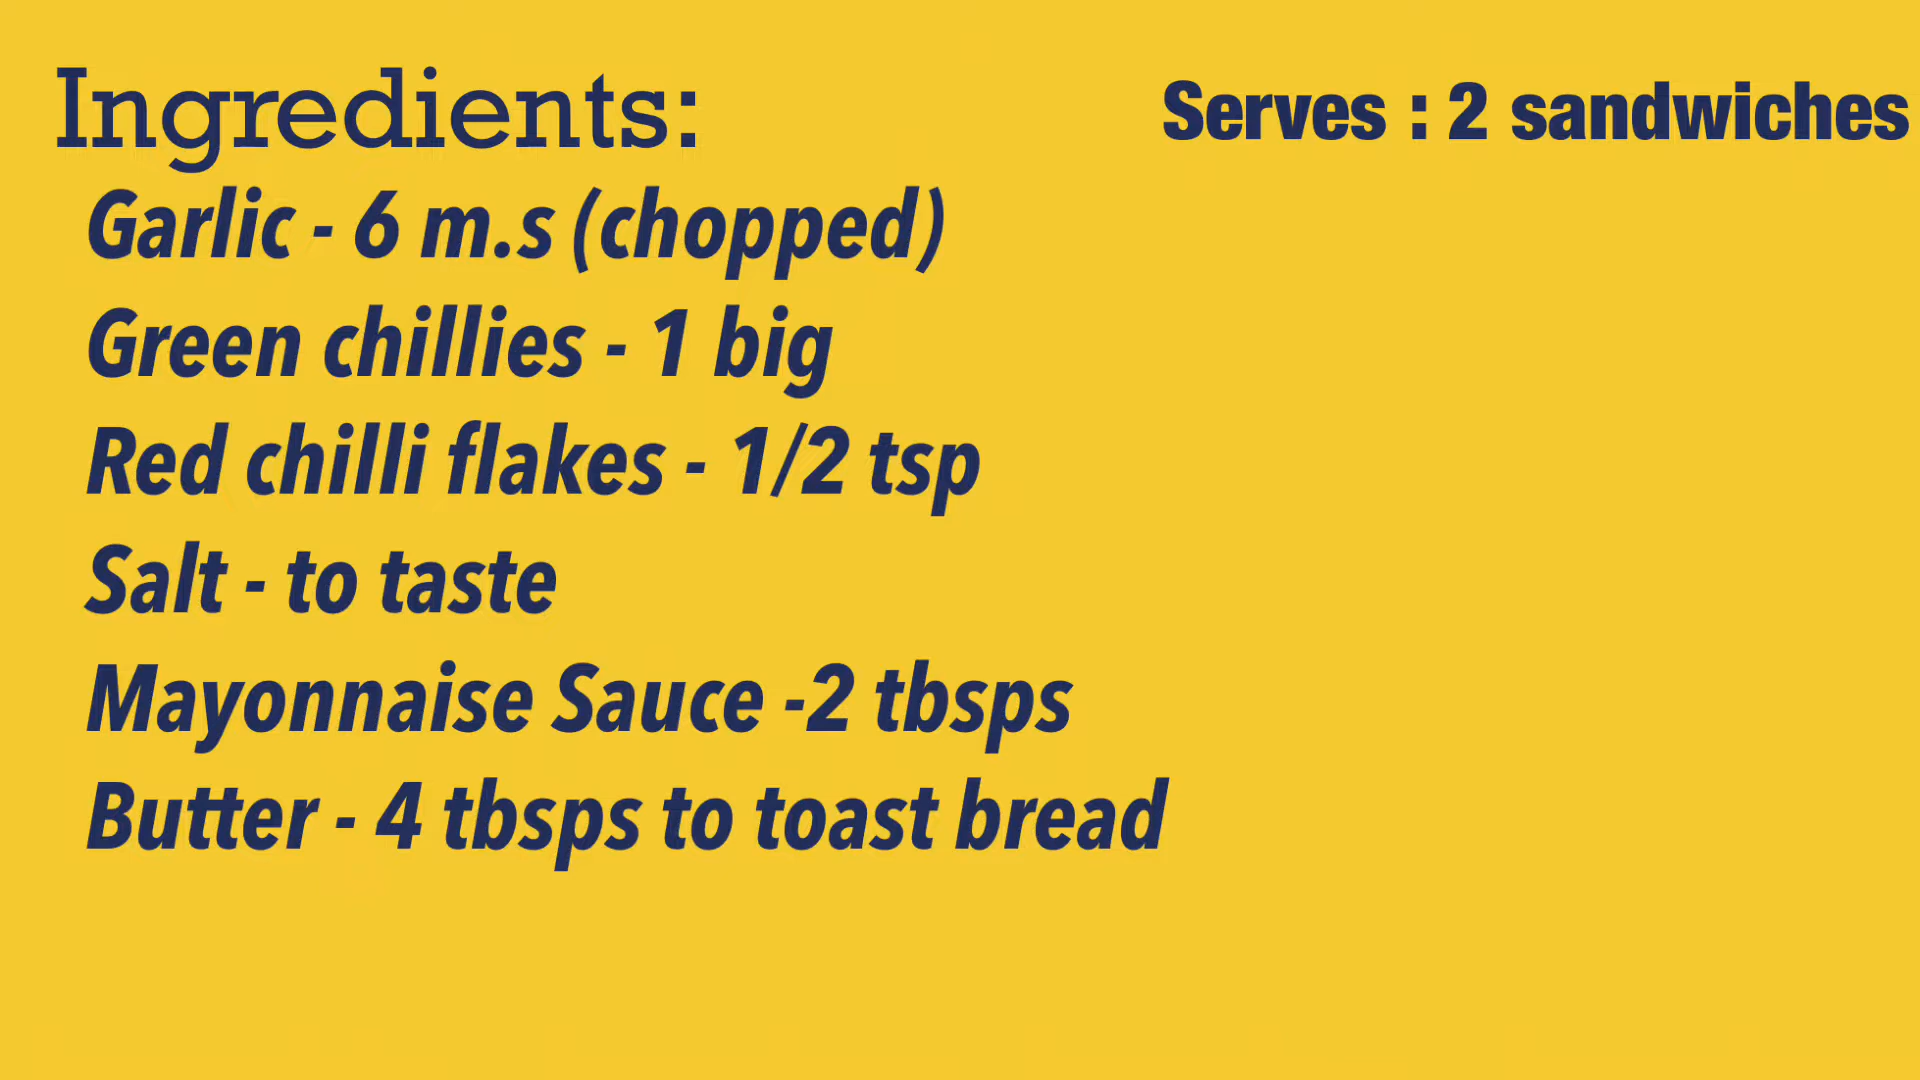 Ingredients:
Serves : 2 sandwiches
Garlic - 6 m.s (chopped)
Green chillies - 1 big
Red chilli flakes - 1/2 tsp
Salt - to taste
Mayonnaise Sauce -2 tbsps
Butter - 4 tbsps to toast bread